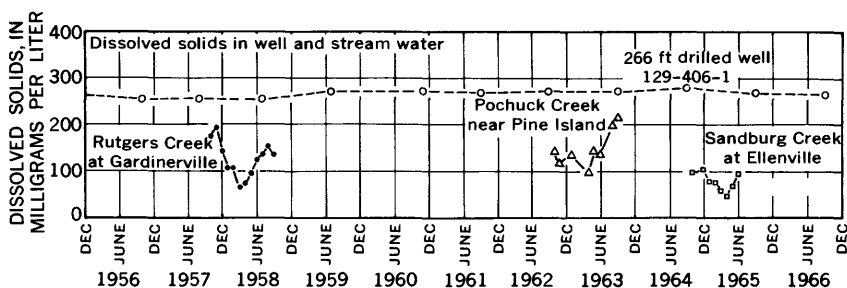 DISSOLVED SOLIDS, IN
MILLIGRAMS PER LITER
400
300
200
100
0
Dissolved solids in well and stream water
266 ft drilled well
129-406-1
Rutgers Creek
at Gardinerville
Pochuck Creek
near Pine Island
Sandburg Creek
at Ellenville
DEC JUNE DEC JUNE DEC JUNE DEC JUNE DEC JUNE DEC JUNE DEC JUNE DEC JUNE DEC JUNE DEC JUNE DEC JUNE DEC
1956 1957 1958 1959 1960 1961 1962 1963 1964 1965 1966